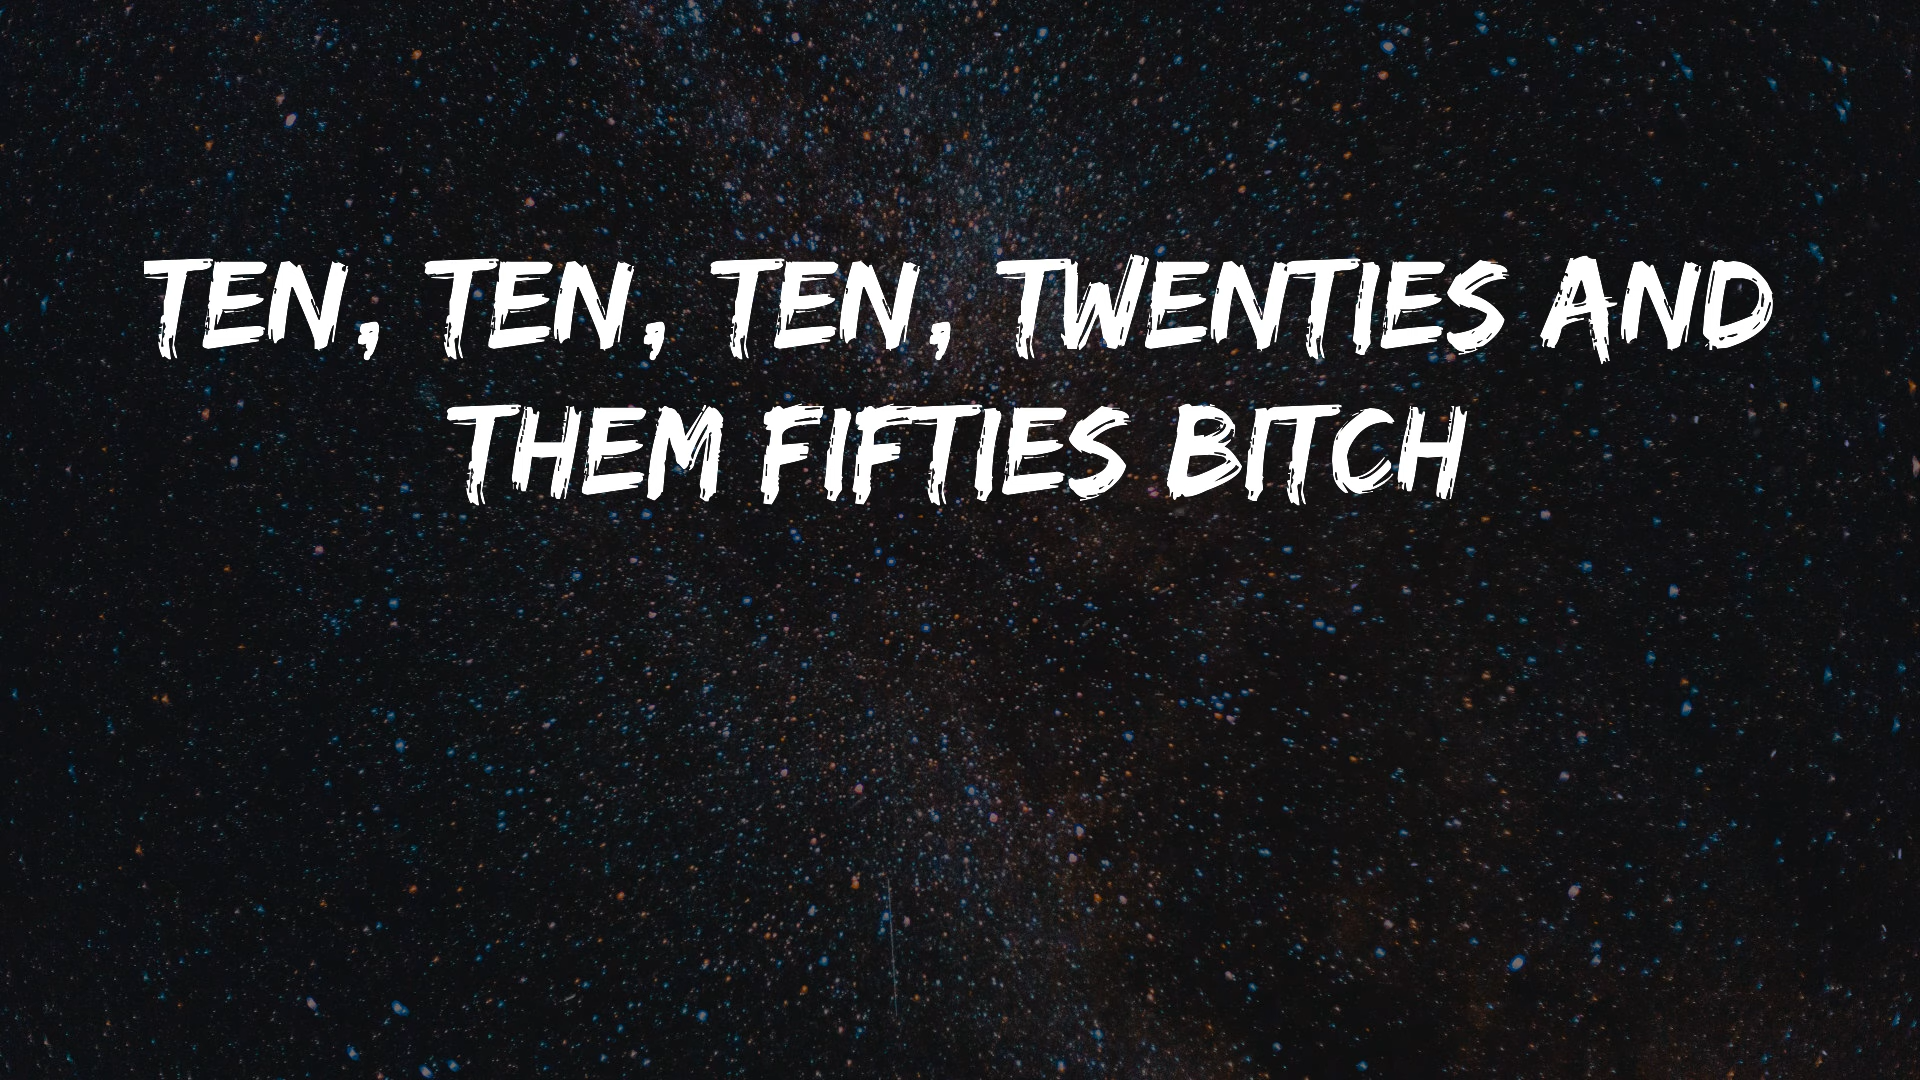 TEN, TEN, TEN, TWENTIES AND
THEM FIFTIES BITCH